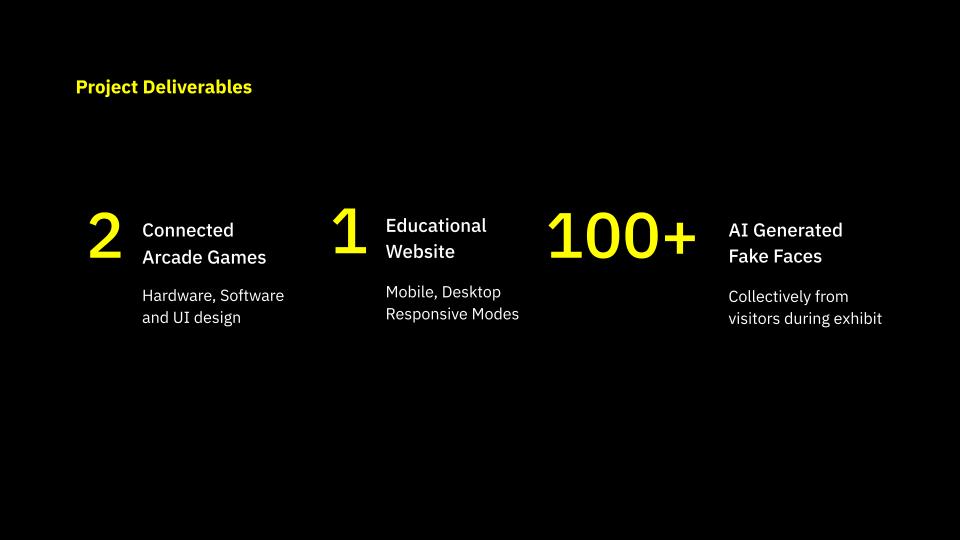 Project Deliverables
2
Connected
Arcade Games
Hardware, Software
and UI design
1
Educational
Website
Mobile, Desktop
Responsive Modes
100+
AI Generated
Fake Faces
Collectively from
visitors during exhibit